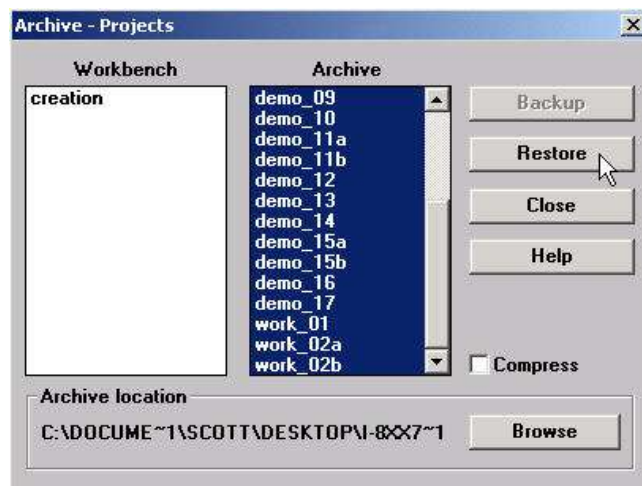 Archive - Projects
Workbench
creation
Archive
demo_09
demo_10
demo_11a
demo_11b
demo_12
demo_13
demo_14
demo_15a
demo_15b
demo_16
demo_17
work_01
work_02a
work_02b
Backup
Restore
Close
Help
Compress
Archive location
C:\DOCUME~1\SCOTT\DESKTOP\I-8XX7~1
Browse